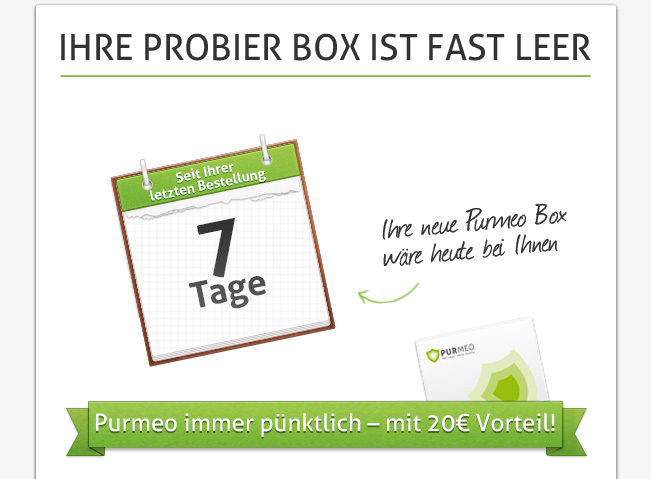 IHRE PROBIER BOX IST FAST LEER
Seit Ihrer
letzten Bestellung
7
Tage
Ihre neue Purmeo Box
wäre heute bei Ihnen
PURMEO
Purmeo immer pünktlich – mit 20€ Vorteil!